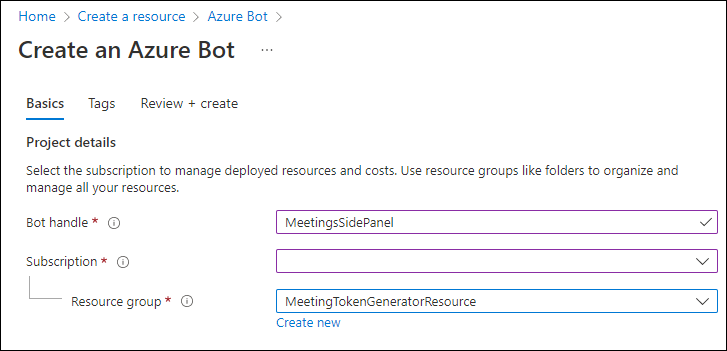 Home > Create a resource > Azure Bot >
Create an Azure Bot ...
Basics Tags Review + create
Project details
Select the subscription to manage deployed resources and costs. Use resource groups like folders to organize and
manage all your resources.
Bot handle * MeetingsSidePanel
Subscription *
Resource group * MeetingTokenGeneratorResource
Create new